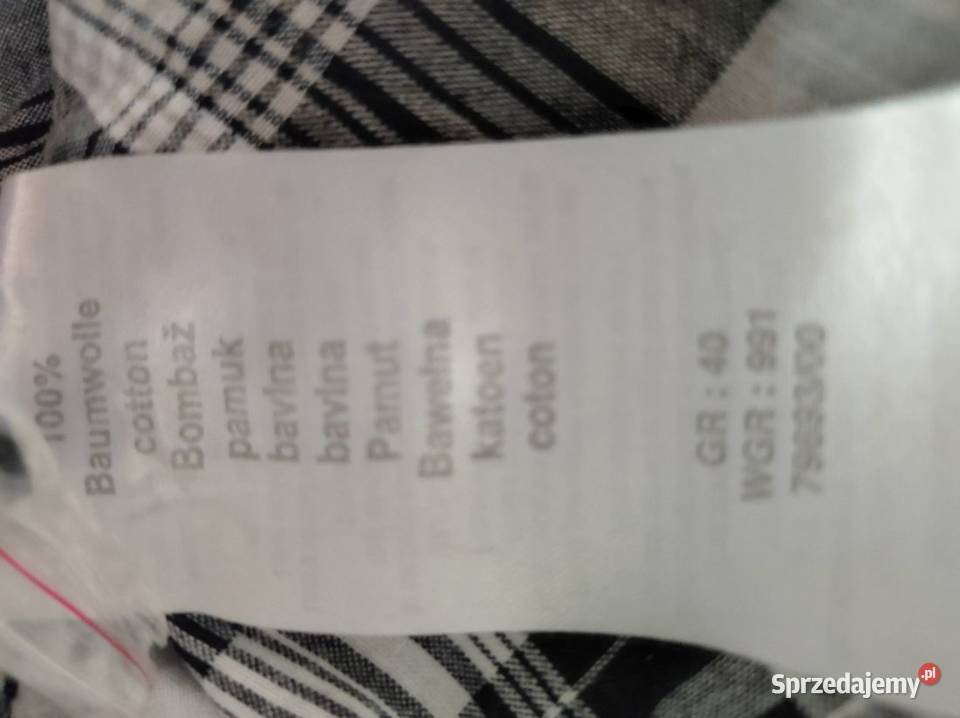 100%
Baumwolle
cotton
Bombaž
pamuk
bavlna
bavlna
Pamut
Bawełna
katoen
coton
GR : 40
WGR : 991
Sprzedajemy.pl